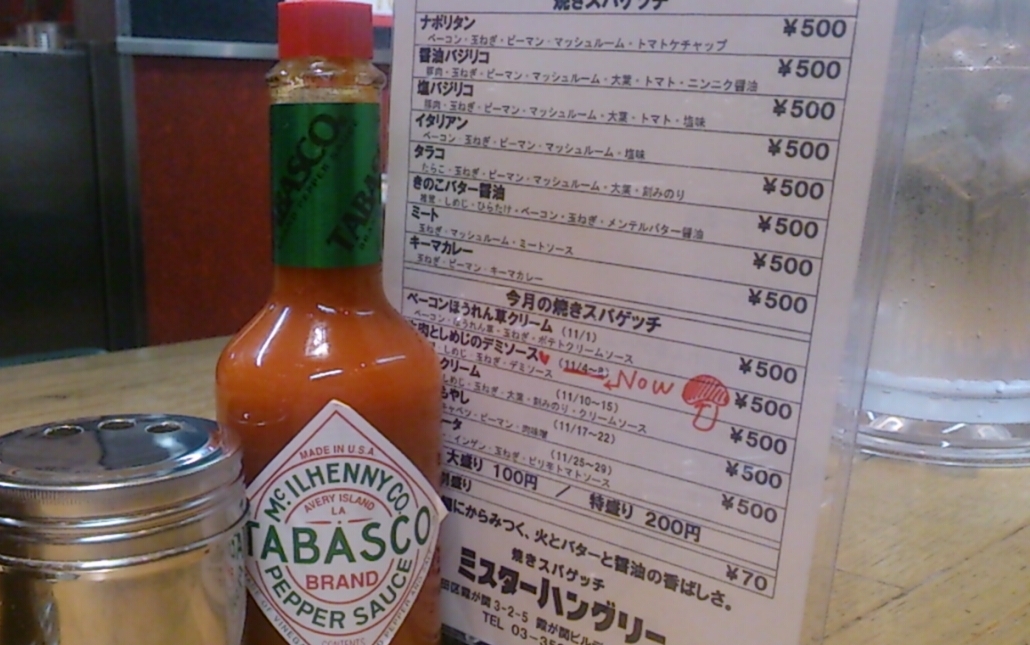 焼きスパゲッチ
ナポリタン ¥500
ベーコン・玉ねぎ・ピーマン・マッシュルーム・トマトケチャップ
醤油バジリコ ¥500
豚肉・玉ねぎ・ピーマン・マッシュルーム・大葉・トマト・ニンニク醤油
塩バジリコ ¥500
豚肉・玉ねぎ・ピーマン・マッシュルーム・大葉・トマト・塩味
イタリアン ¥500
ベーコン・玉ねぎ・ピーマン・マッシュルーム・塩味
タラコ ¥500
たらこ・玉ねぎ・ピーマン・マッシュルーム・大葉・刻みのり
きのこバター醤油 ¥500
椎茸・しめじ・ひらたけ・ベーコン・玉ねぎ・メンテルバター醤油
ミート ¥500
玉ねぎ・マッシュルーム・ミートソース
キーマカレー ¥500
玉ねぎ・ピーマン・キーマカレー
今月の焼きスパゲッチ
ベーコンほうれん草クリーム (11/1) ¥500
ベーコン・ほうれん草・玉ねぎ・ポテトクリームソース
肉としめじのデミソース♥ (11/4~8) Now ¥500
しめじ・玉ねぎ・デミソース
クリーム (11/10~15) ¥500
しめじ・玉ねぎ・大葉・刻みのり・クリームソース
もやし (11/17~22) ¥500
キャベツ・ピーマン・肉味噌
ータ (11/25~29) ¥500
インゲン・玉ねぎ・ピリ辛トマトソース
大盛り 100円 / 特盛り 200円
盛り ¥70
にからみつく、火とバターと醤油の香ばしさ。
焼きスパゲッチ
ミスターハングリー
田区霞が関3-2-5 霞が関ビル
TEL 03-35
TABASCO
TABASCO
MADE IN U.S.A
McILHENNY CO.
AVERY ISLAND
LA
TABASCO
BRAND
PEPPER SAUCE
CONTENTS